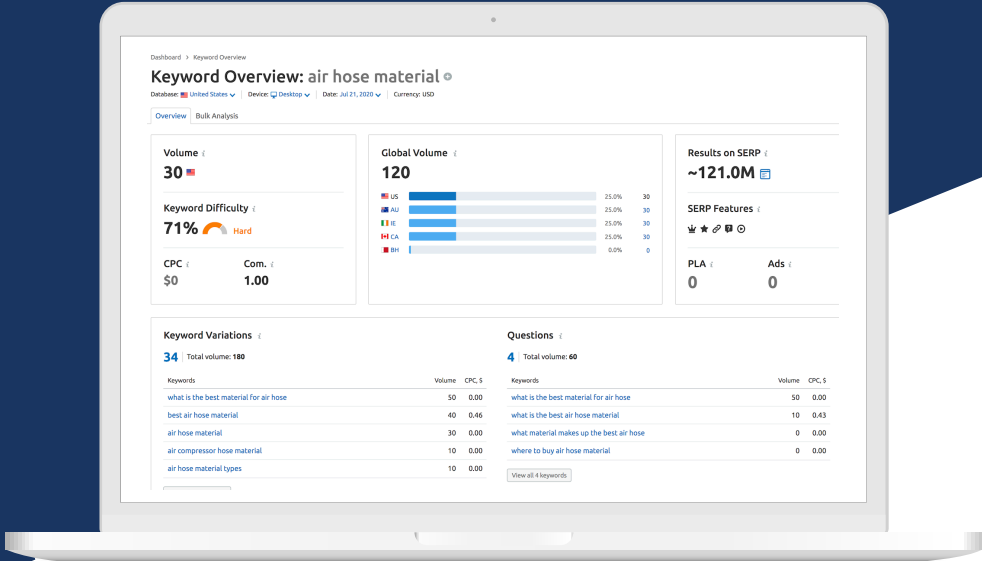 Dashboard > Keyword Overview
Keyword Overview: air hose material
Database: United States | Device: Desktop | Date: Jul 21, 2020 | Currency: USD
Overview Bulk Analysis
Volume i
30
Keyword Difficulty i
71% Hard
CPC i Com. i
$0 1.00
Global Volume i
120
US 25.0% 30
AU 25.0% 30
IE 25.0% 30
CA 25.0% 30
BH 0.0% 0
Results on SERP i
~121.0M
SERP Features i
PLA i Ads i
0 0
Keyword Variations i
34 | Total volume: 180
Keywords Volume CPC, $
what is the best material for air hose 50 0.00
best air hose material 40 0.46
air hose material 30 0.00
air compressor hose material 10 0.00
air hose material types 10 0.00
Questions i
4 | Total volume: 60
Keywords Volume CPC, $
what is the best material for air hose 50 0.00
what is the best air hose material 10 0.43
what material makes up the best air hose 0 0.00
where to buy air hose material 0 0.00
View all 4 keywords